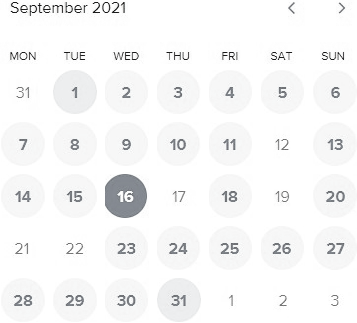 September 2021 < >
MON TUE WED THU FRI SAT SUN
31 1 2 3 4 5 6
7 8 9 10 11 12 13
14 15 16 17 18 19 20
21 22 23 24 25 26 27
28 29 30 31 1 2 3